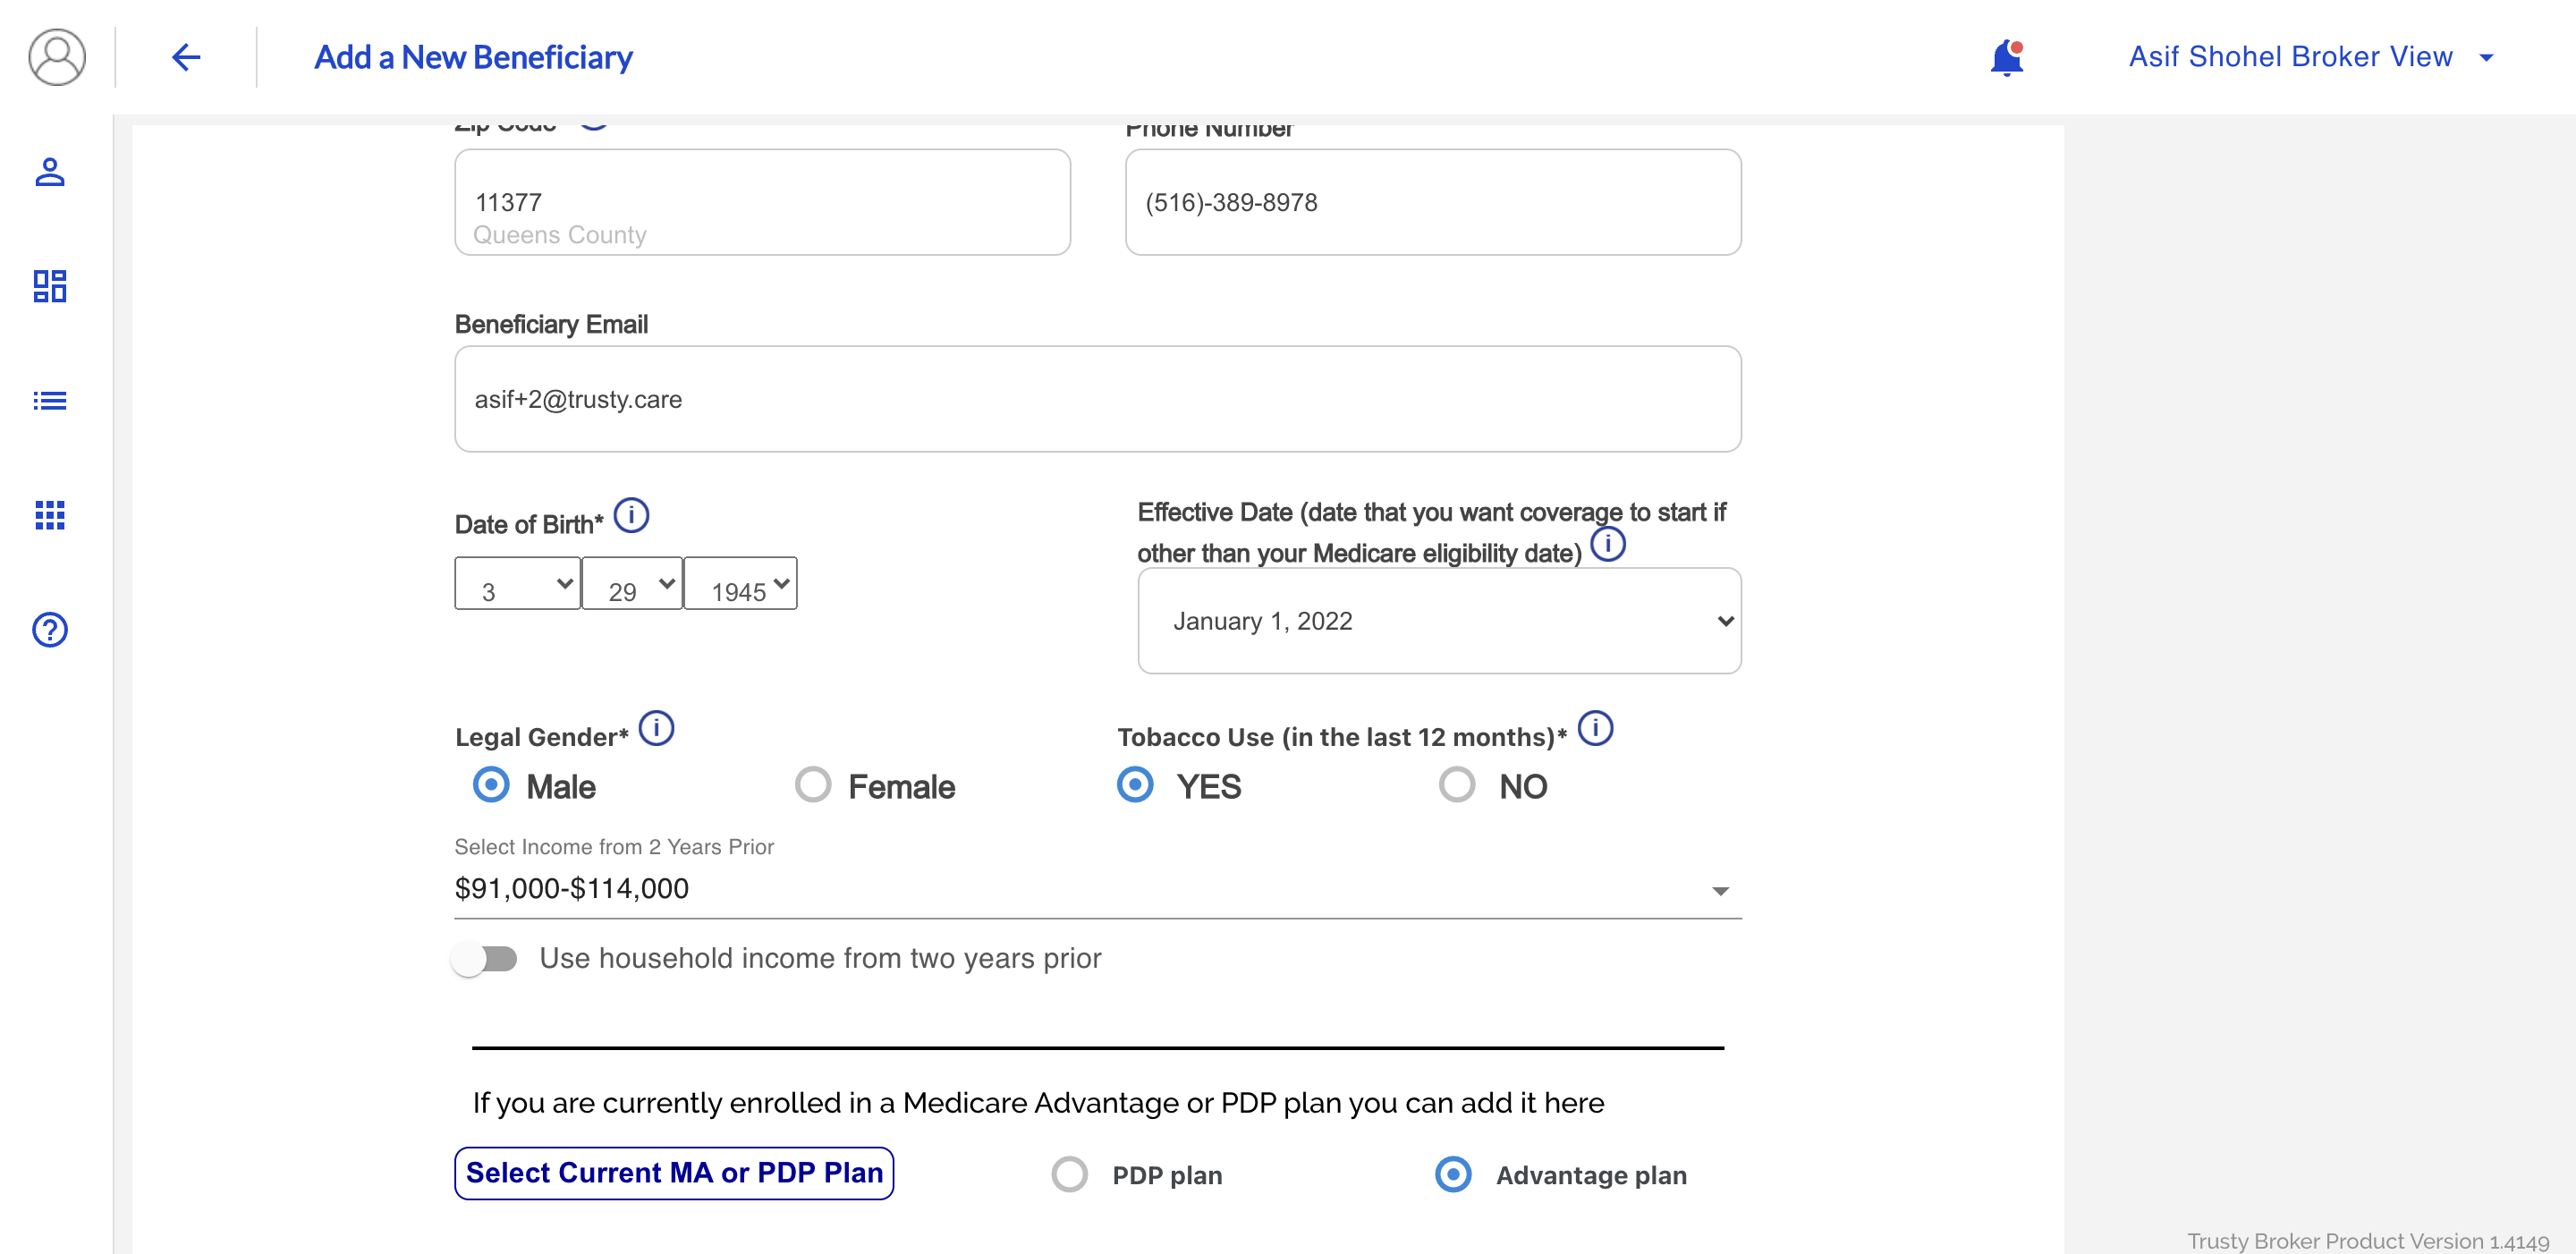 Add a New Beneficiary
Asif Shohel Broker View
Zip Code
Phone Number
11377
Queens County
(516)-389-8978
Beneficiary Email
asif+2@trusty.care
Date of Birth* i
Effective Date (date that you want coverage to start if
other than your Medicare eligibility date) i
3 29 1945
January 1, 2022
Legal Gender* i
Tobacco Use (in the last 12 months)* i
Male Female YES NO
Select Income from 2 Years Prior
$91,000-$114,000
Use household income from two years prior
If you are currently enrolled in a Medicare Advantage or PDP plan you can add it here
Select Current MA or PDP Plan PDP plan Advantage plan
Trusty Broker Product Version 1.4149